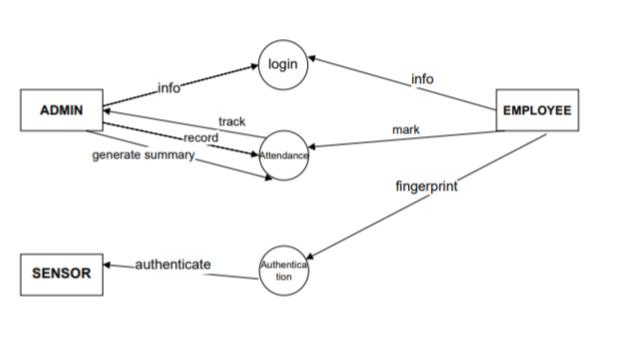 login
info
info
ADMIN
EMPLOYEE
track
mark
record
generate summary
Attendance
fingerprint
authenticate
Authentica
tion
SENSOR